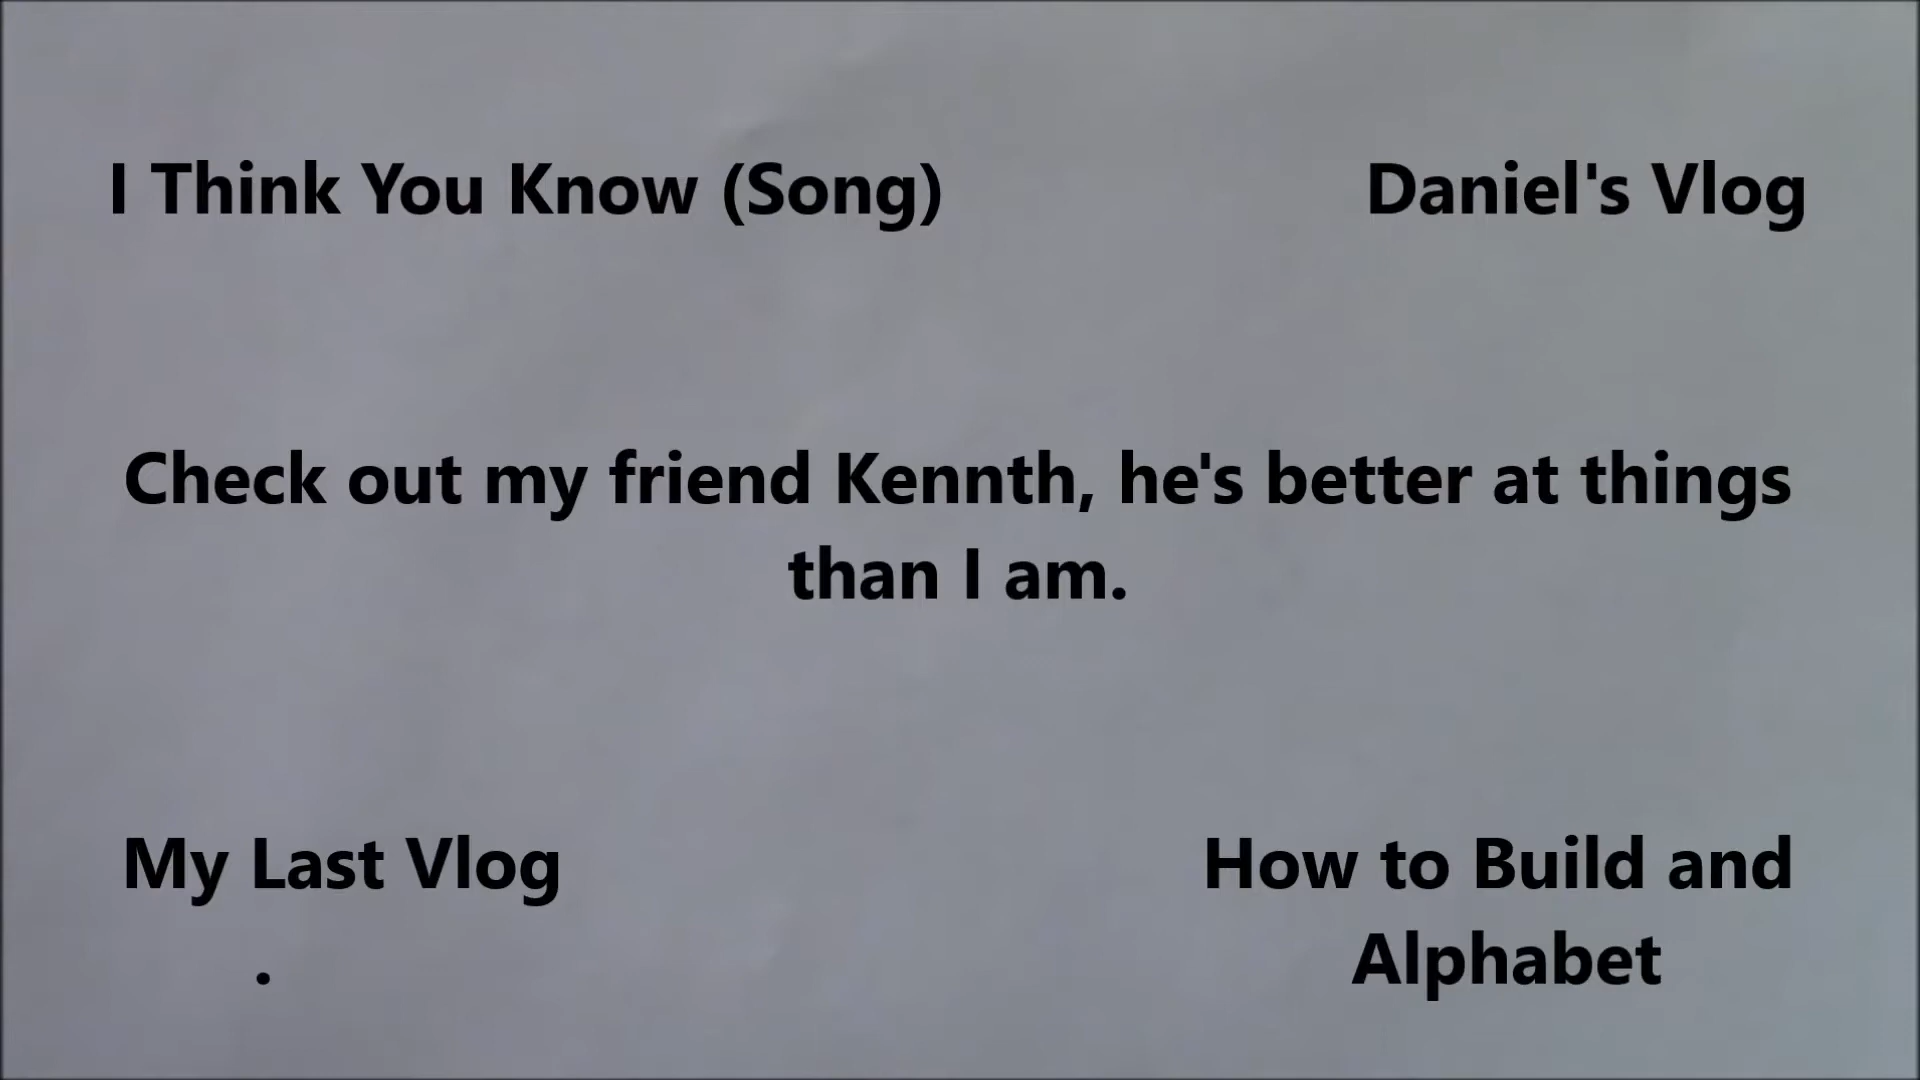 I Think You Know (Song)
Daniel's Vlog
Check out my friend Kennth, he's better at things
than I am.
My Last Vlog
.
How to Build and
Alphabet